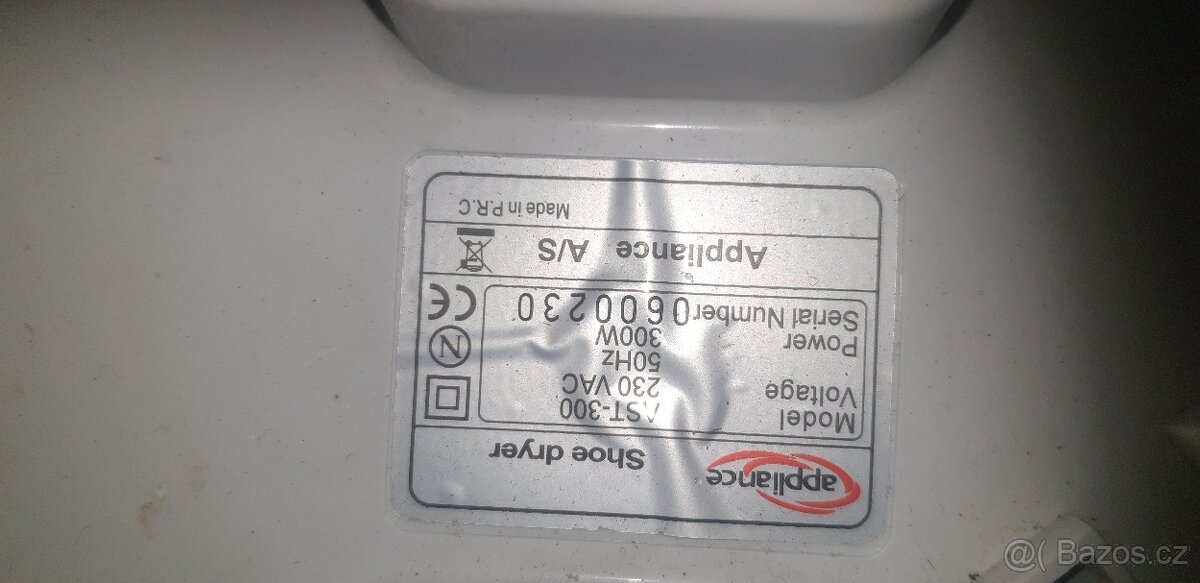 appliance
Shoe dryer
Model AST-300
Voltage 230 VAC
50Hz
Power 300W
Serial Number 0600230
CE
N
Appliance A/S
Made in P.R.C
@( Bazos.cz